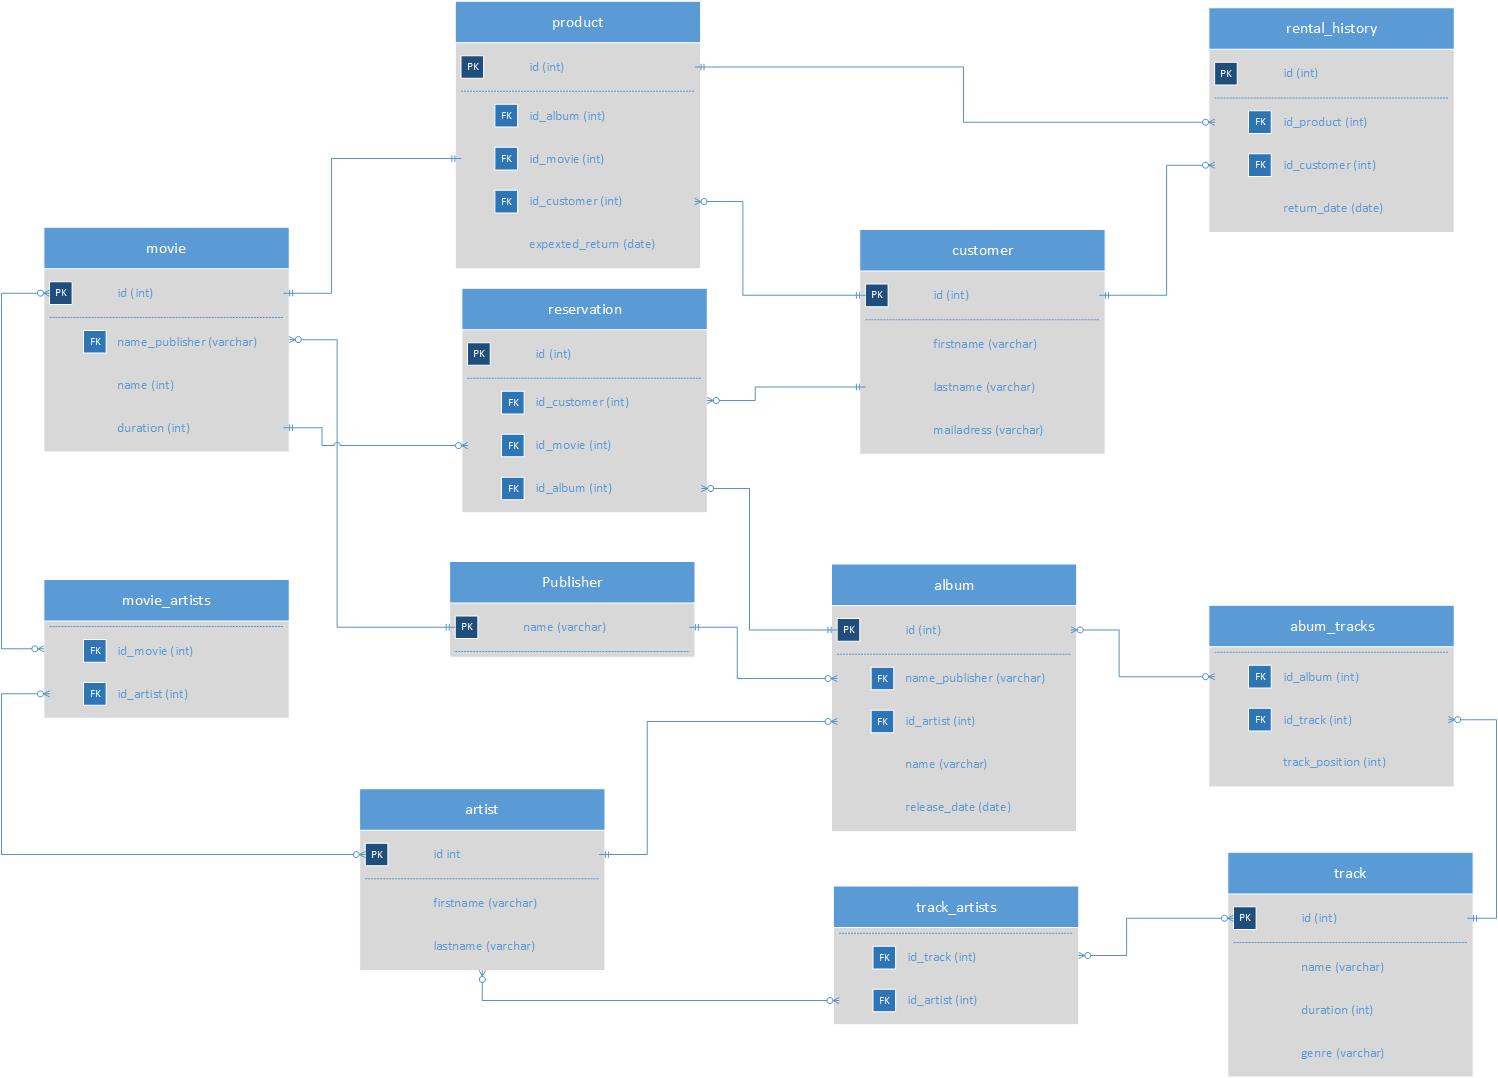 product
PK id (int)
FK id_album (int)
FK id_movie (int)
FK id_customer (int)
expexted_return (date)
rental_history
PK id (int)
FK id_product (int)
FK id_customer (int)
return_date (date)
movie
PK id (int)
FK name_publisher (varchar)
name (int)
duration (int)
reservation
PK id (int)
FK id_customer (int)
FK id_movie (int)
FK id_album (int)
customer
PK id (int)
firstname (varchar)
lastname (varchar)
mailadress (varchar)
movie_artists
FK id_movie (int)
FK id_artist (int)
Publisher
PK name (varchar)
album
PK id (int)
FK name_publisher (varchar)
FK id_artist (int)
name (varchar)
release_date (date)
abum_tracks
FK id_album (int)
FK id_track (int)
track_position (int)
artist
PK id int
firstname (varchar)
lastname (varchar)
track_artists
FK id_track (int)
FK id_artist (int)
track
PK id (int)
name (varchar)
duration (int)
genre (varchar)